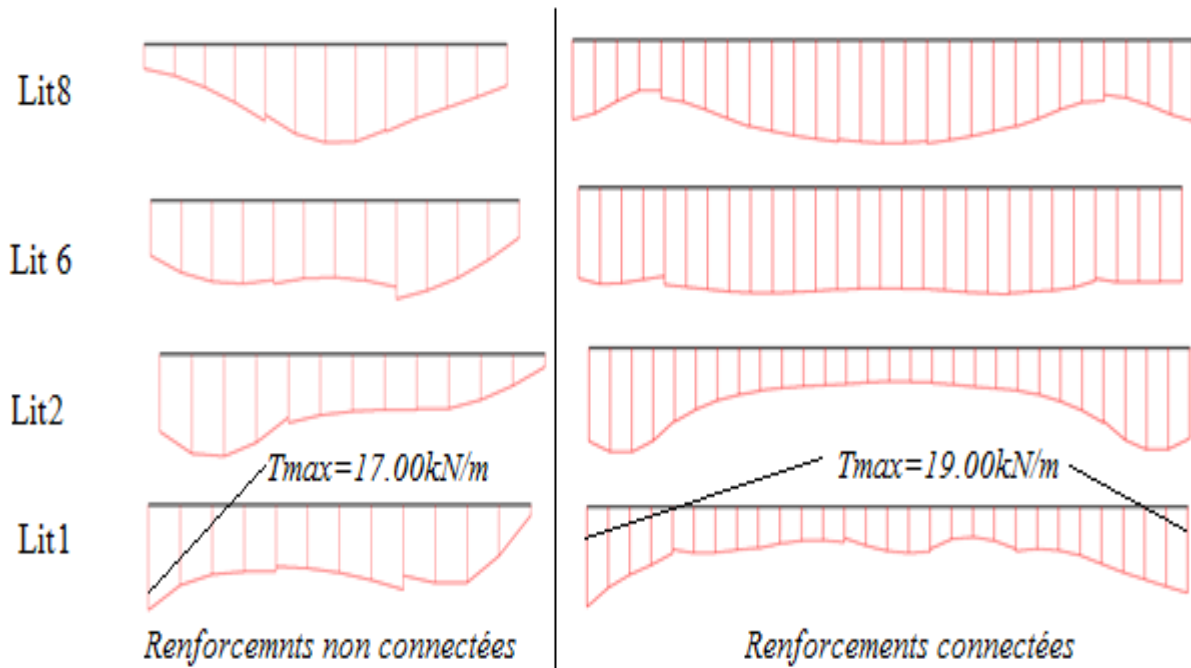 Lit8
Lit 6
Lit2
Tmax=17.00kN/m
Tmax=19.00kN/m
Lit1
Renforcemnts non connectées
Renforcements connectées